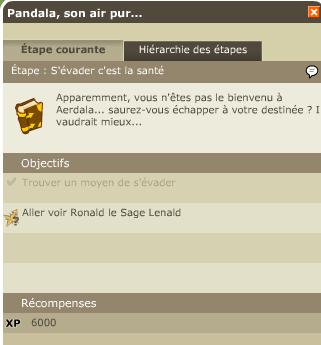 Pandala, son air pur...
Étape courante
Hiérarchie des étapes
Étape : S'évader c'est la santé
Apparemment, vous n'êtes pas le bienvenu à
Aerdala... saurez-vous échapper à votre destinée ? I
vaudrait mieux...
Objectifs
Trouver un moyen de s'évader
Aller voir Ronald le Sage Lenald
Récompenses
XP 6000